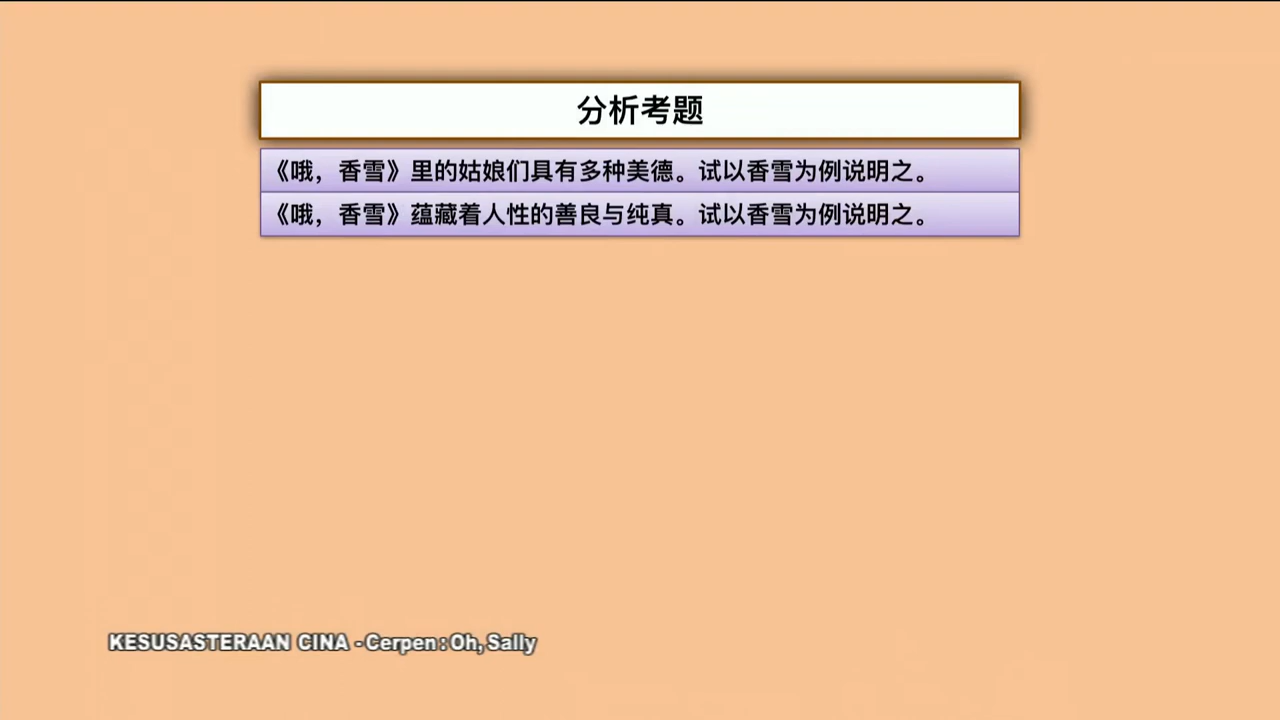 分析考题
《哦，香雪》里的姑娘们具有多种美德。试以香雪为例说明之。
《哦，香雪》蕴藏着人性的善良与纯真。试以香雪为例说明之。
KESUSASTERAAN CINA - Cerpen : Oh, Sally